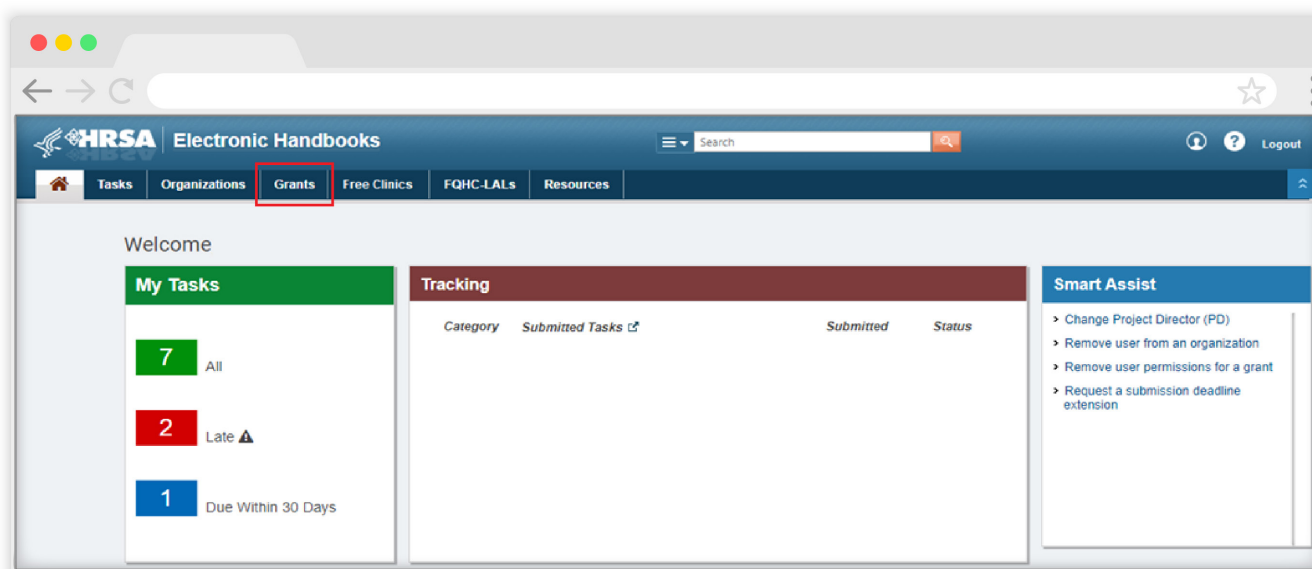 HRSA Electronic Handbooks
Search
? Logout
Tasks Organizations Grants Free Clinics FQHC-LALs Resources
Welcome
My Tasks
7 All
2 Late
1 Due Within 30 Days
Tracking
Category Submitted Tasks Submitted Status
Smart Assist
Change Project Director (PD)
Remove user from an organization
Remove user permissions for a grant
Request a submission deadline
extension